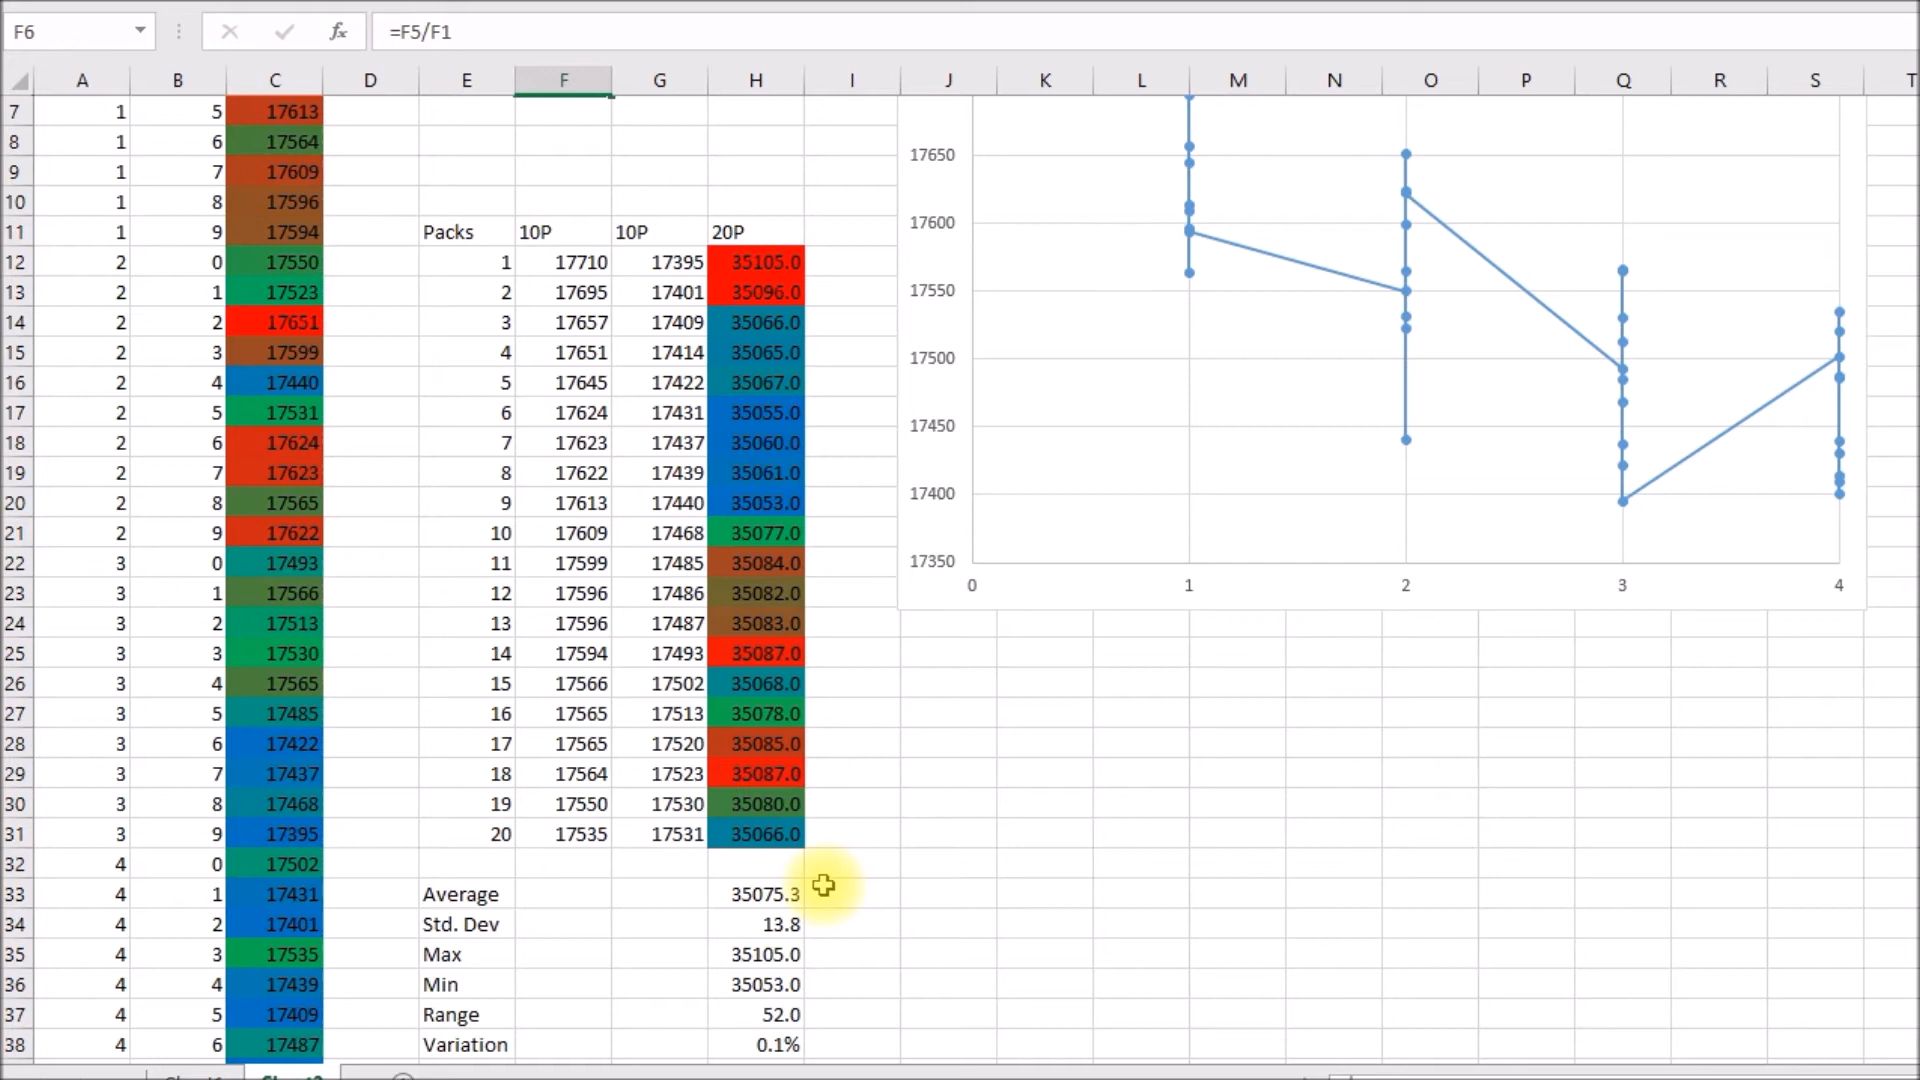 F6 fx =F5/F1
A B C D E F G H I J K L M N O P Q R S T
7 1 5 17613
8 1 6 17564 17650
9 1 7 17609
10 1 8 17596 17600
11 1 9 17594 Packs 10P 10P 20P
12 2 0 17550 1 17710 17395 35105.0
13 2 1 17523 2 17695 17401 35096.0 17550
14 2 2 17651 3 17657 17409 35066.0
15 2 3 17599 4 17651 17414 35065.0 17500
16 2 4 17440 5 17645 17422 35067.0
17 2 5 17531 6 17624 17431 35055.0 17450
18 2 6 17624 7 17623 17437 35060.0
19 2 7 17623 8 17622 17439 35061.0
20 2 8 17565 9 17613 17440 35053.0 17400
21 2 9 17622 10 17609 17468 35077.0
22 3 0 17493 11 17599 17485 35084.0 17350
23 3 1 17566 12 17596 17486 35082.0 0 1 2 3 4
24 3 2 17513 13 17596 17487 35083.0
25 3 3 17530 14 17594 17493 35087.0
26 3 4 17565 15 17566 17502 35068.0
27 3 5 17485 16 17565 17513 35078.0
28 3 6 17422 17 17565 17520 35085.0
29 3 7 17437 18 17564 17523 35087.0
30 3 8 17468 19 17550 17530 35080.0
31 3 9 17395 20 17535 17531 35066.0
32 4 0 17502
33 4 1 17431 Average 35075.3
34 4 2 17401 Std. Dev 13.8
35 4 3 17535 Max 35105.0
36 4 4 17439 Min 35053.0
37 4 5 17409 Range 52.0
38 4 6 17487 Variation 0.1%